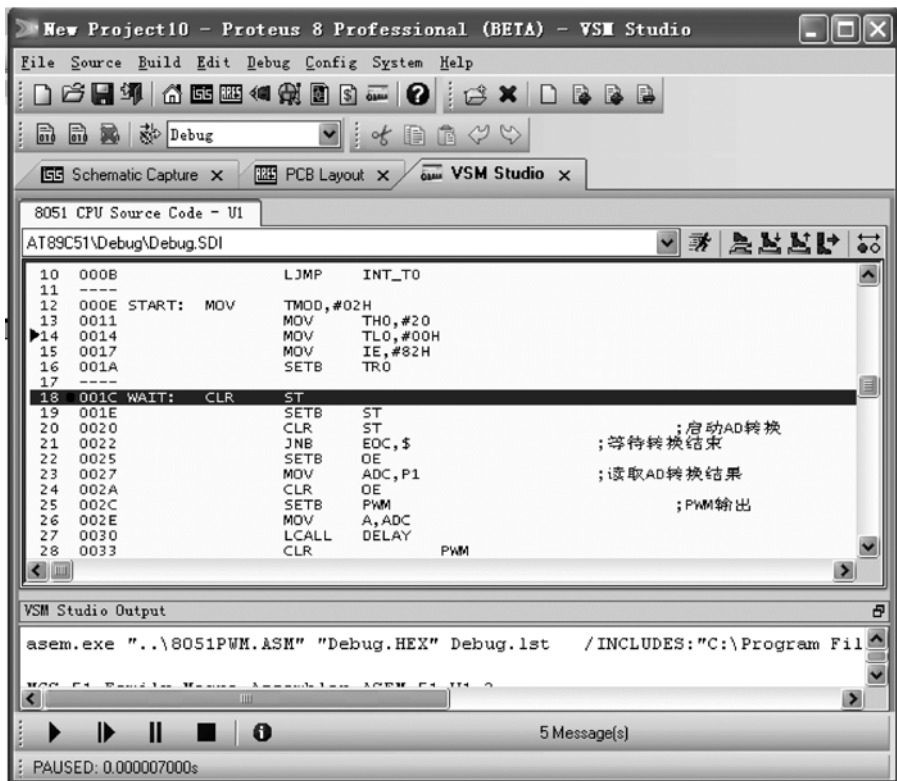 New Project10 - Proteus 8 Professional (BETA) - VSM Studio
File Source Build Edit Debug Config System Help
Debug
Schematic Capture x PCB Layout x VSM Studio x
8051 CPU Source Code - U1
AT89C51\Debug\Debug.SDI
10 000B LJMP INT_T0
11 ----
12 000E START: MOV TMOD,#02H
13 0011 MOV TH0,#20
14 0014 MOV TL0,#00H
15 0017 MOV IE,#82H
16 001A SETB TR0
17 ----
18 001C WAIT: CLR ST
19 001E SETB ST
20 0020 CLR ST ;启动AD转换
21 0022 JNB EOC,$ ;等待转换结束
22 0025 SETB OE
23 0027 MOV ADC,P1 ;读取AD转换结果
24 002A CLR OE
25 002C SETB PWM ;PWM输出
26 002E MOV A,ADC
27 0030 LCALL DELAY
28 0033 CLR PWM
VSM Studio Output
asem.exe "..\8051PWM.ASM" "Debug.HEX" Debug.lst /INCLUDES:"C:\Program Fil
5 Message(s)
PAUSED: 0.000007000s